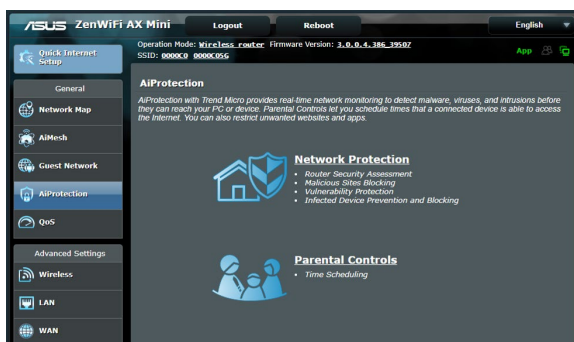 ASUS ZenWiFi AX Mini
Logout
Reboot
English
Quick Internet
Setup
Operation Mode: Wireless router Firmware Version: 3.0.0.4.386_39507
SSID: 0000C0 0000C05G
App
General
Network Map
AiMesh
Guest Network
AiProtection
QoS
Advanced Settings
Wireless
LAN
WAN
AiProtection
AiProtection with Trend Micro provides real-time network monitoring to detect malware, viruses, and intrusions before
they can reach your PC or device. Parental Controls let you schedule times that a connected device is able to access
the Internet. You can also restrict unwanted websites and apps.
Network Protection
• Router Security Assessment
• Malicious Sites Blocking
• Vulnerability Protection
• Infected Device Prevention and Blocking
Parental Controls
• Time Scheduling